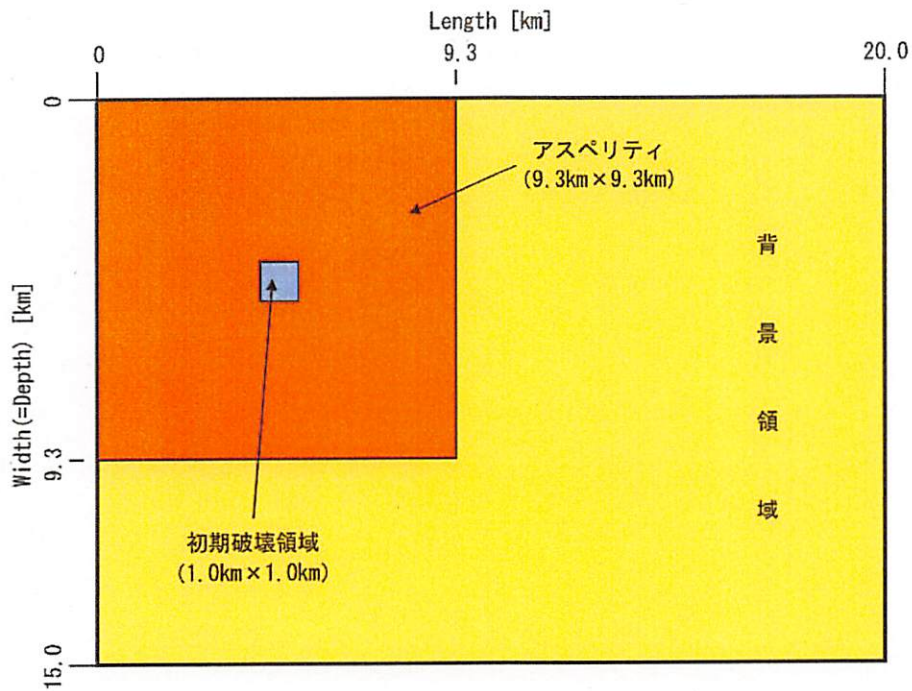 Length [km]
0
9.3
20.0
0
アスペリティ
(9.3km×9.3km)
背
景
領
域
Width(=Depth) [km]
9.3
初期破壊領域
(1.0km×1.0km)
15.0